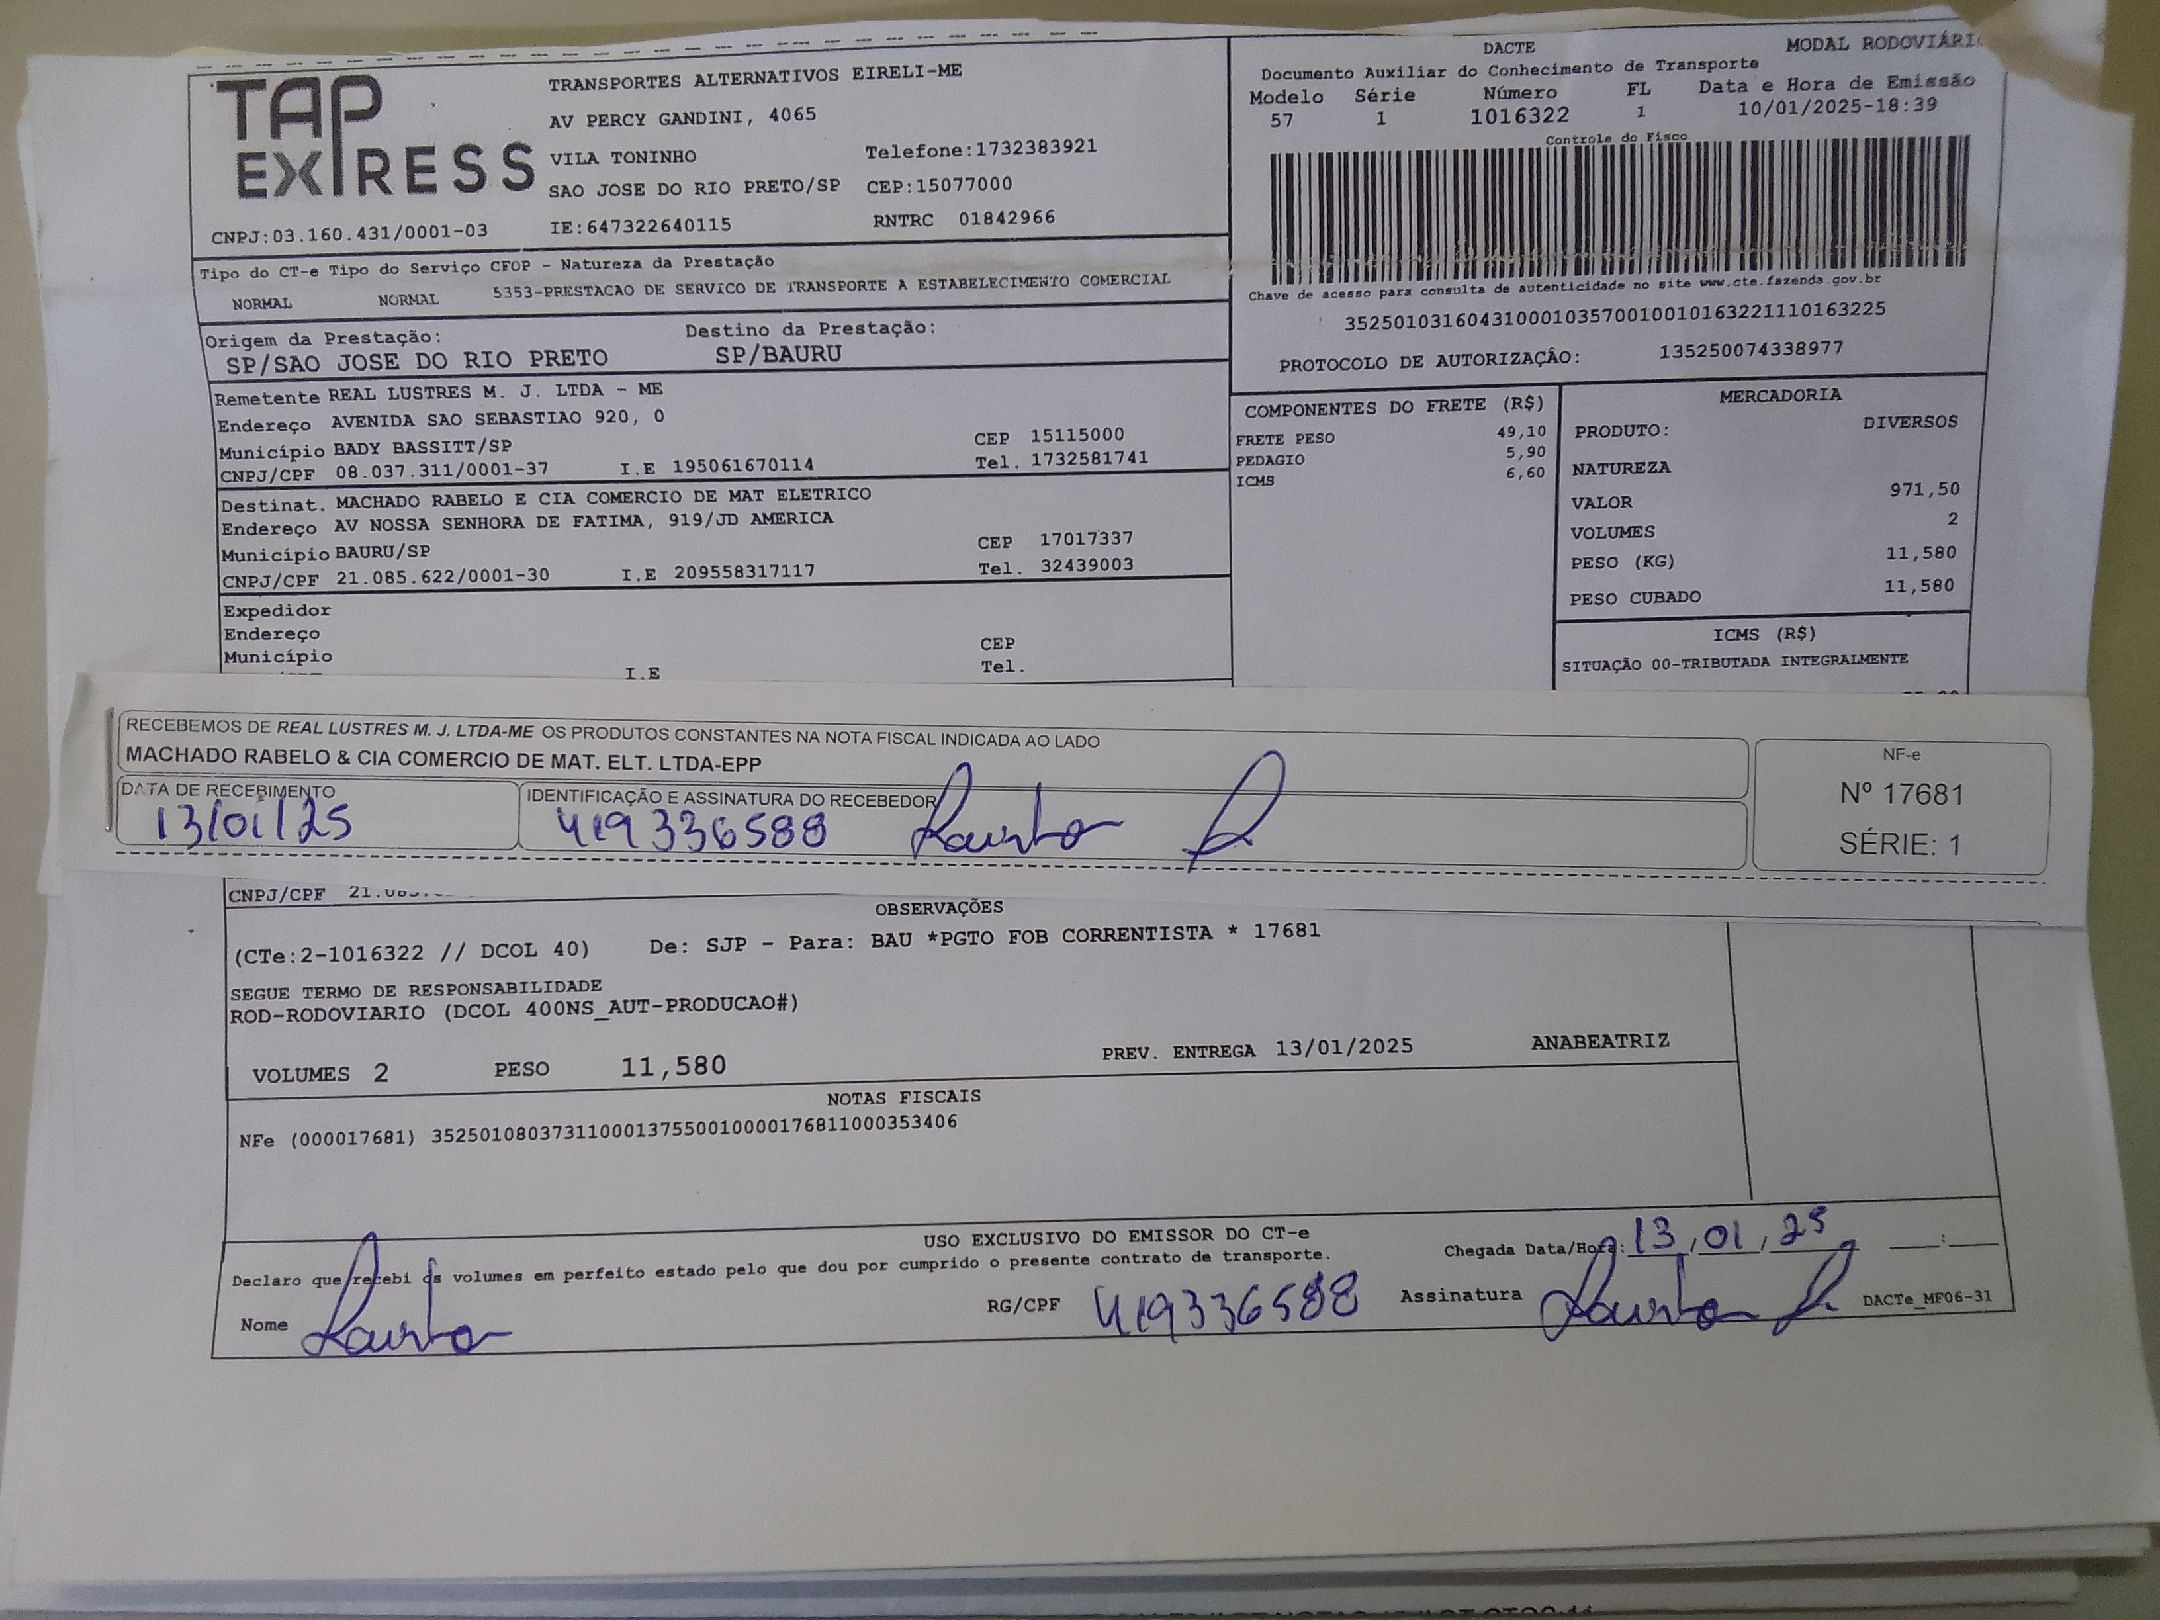 TAP EXPRESS
TRANSPORTES ALTERNATIVOS EIRELI-ME
AV PERCY GANDINI, 4065
VILA TONINHO Telefone:1732383921
SAO JOSE DO RIO PRETO/SP CEP:15077000
CNPJ:03.160.431/0001-03 IE:647322640115 RNTRC 01842966
DACTE MODAL RODOVIÁRI
Documento Auxiliar do Conhecimento de Transporte
Modelo Série Número FL Data e Hora de Emissão
57 1 1016322 1 10/01/2025-18:39
Controle do Fisco
Chave de acesso para consulta de autenticidade no site www.cte.fazenda.gov.br
35250103160431000103570010010163221110163225
PROTOCOLO DE AUTORIZAÇÂO: 135250074338977
Tipo do CT-e Tipo do Serviço CFOP - Natureza da Prestação
NORMAL NORMAL 5353-PRESTACAO DE SERVICO DE TRANSPORTE A ESTABELECIMENTO COMERCIAL
Origem da Prestação: Destino da Prestação:
SP/SAO JOSE DO RIO PRETO SP/BAURU
Remetente REAL LUSTRES M. J. LTDA - ME
Endereço AVENIDA SAO SEBASTIAO 920, 0
Município BADY BASSITT/SP CEP 15115000
CNPJ/CPF 08.037.311/0001-37 I.E 195061670114 Tel. 1732581741
Destinat. MACHADO RABELO E CIA COMERCIO DE MAT ELETRICO
Endereço AV NOSSA SENHORA DE FATIMA, 919/JD AMERICA
Município BAURU/SP CEP 17017337
CNPJ/CPF 21.085.622/0001-30 I.E 209558317117 Tel. 32439003
Expedidor
Endereço
Município CEP
I.E Tel.
COMPONENTES DO FRETE (R$)
FRETE PESO 49,10
PEDAGIO 5,90
ICMS 6,60
MERCADORIA
PRODUTO: DIVERSOS
NATUREZA
VALOR 971,50
VOLUMES 2
PESO (KG) 11,580
PESO CUBADO 11,580
ICMS (R$)
SITUAÇÃO 00-TRIBUTADA INTEGRALMENTE
RECEBEMOS DE REAL LUSTRES M. J. LTDA-ME OS PRODUTOS CONSTANTES NA NOTA FISCAL INDICADA AO LADO
MACHADO RABELO & CIA COMERCIO DE MAT. ELT. LTDA-EPP
DATA DE RECEBIMENTO IDENTIFICAÇÃO E ASSINATURA DO RECEBEDOR
13/01/25 419336588
NF-e
Nº 17681
SÉRIE: 1
CNPJ/CPF 21.085.
OBSERVAÇÕES
(CTe:2-1016322 // DCOL 40) De: SJP - Para: BAU *PGTO FOB CORRENTISTA * 17681
SEGUE TERMO DE RESPONSABILIDADE
ROD-RODOVIARIO (DCOL 400NS_AUT-PRODUCAO#)
VOLUMES 2 PESO 11,580 PREV. ENTREGA 13/01/2025 ANABEATRIZ
NOTAS FISCAIS
NFe (000017681) 35250108037311000137550010000176811000353406
USO EXCLUSIVO DO EMISSOR DO CT-e
Declaro que recebi os volumes em perfeito estado pelo que dou por cumprido o presente contrato de transporte.
Chegada Data/Hora: 13,01,25 :
Nome RG/CPF 419336588 Assinatura DACTe_MF06-31